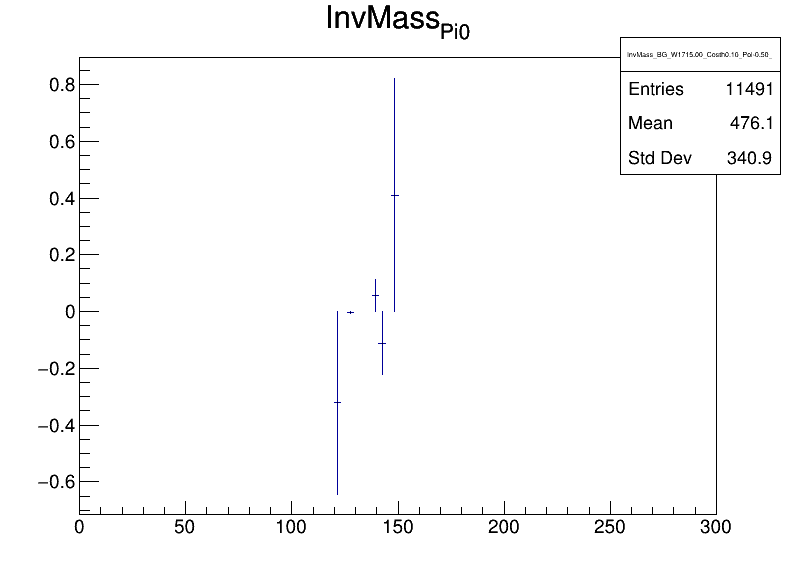 InvMass_Pi0
InvMass_BG_W1715.00_Costh0.10_Pol-0.50_
Entries 11491
Mean 476.1
Std Dev 340.9
0.8
0.6
0.4
0.2
0
−0.2
−0.4
−0.6
0 50 100 150 200 250 300